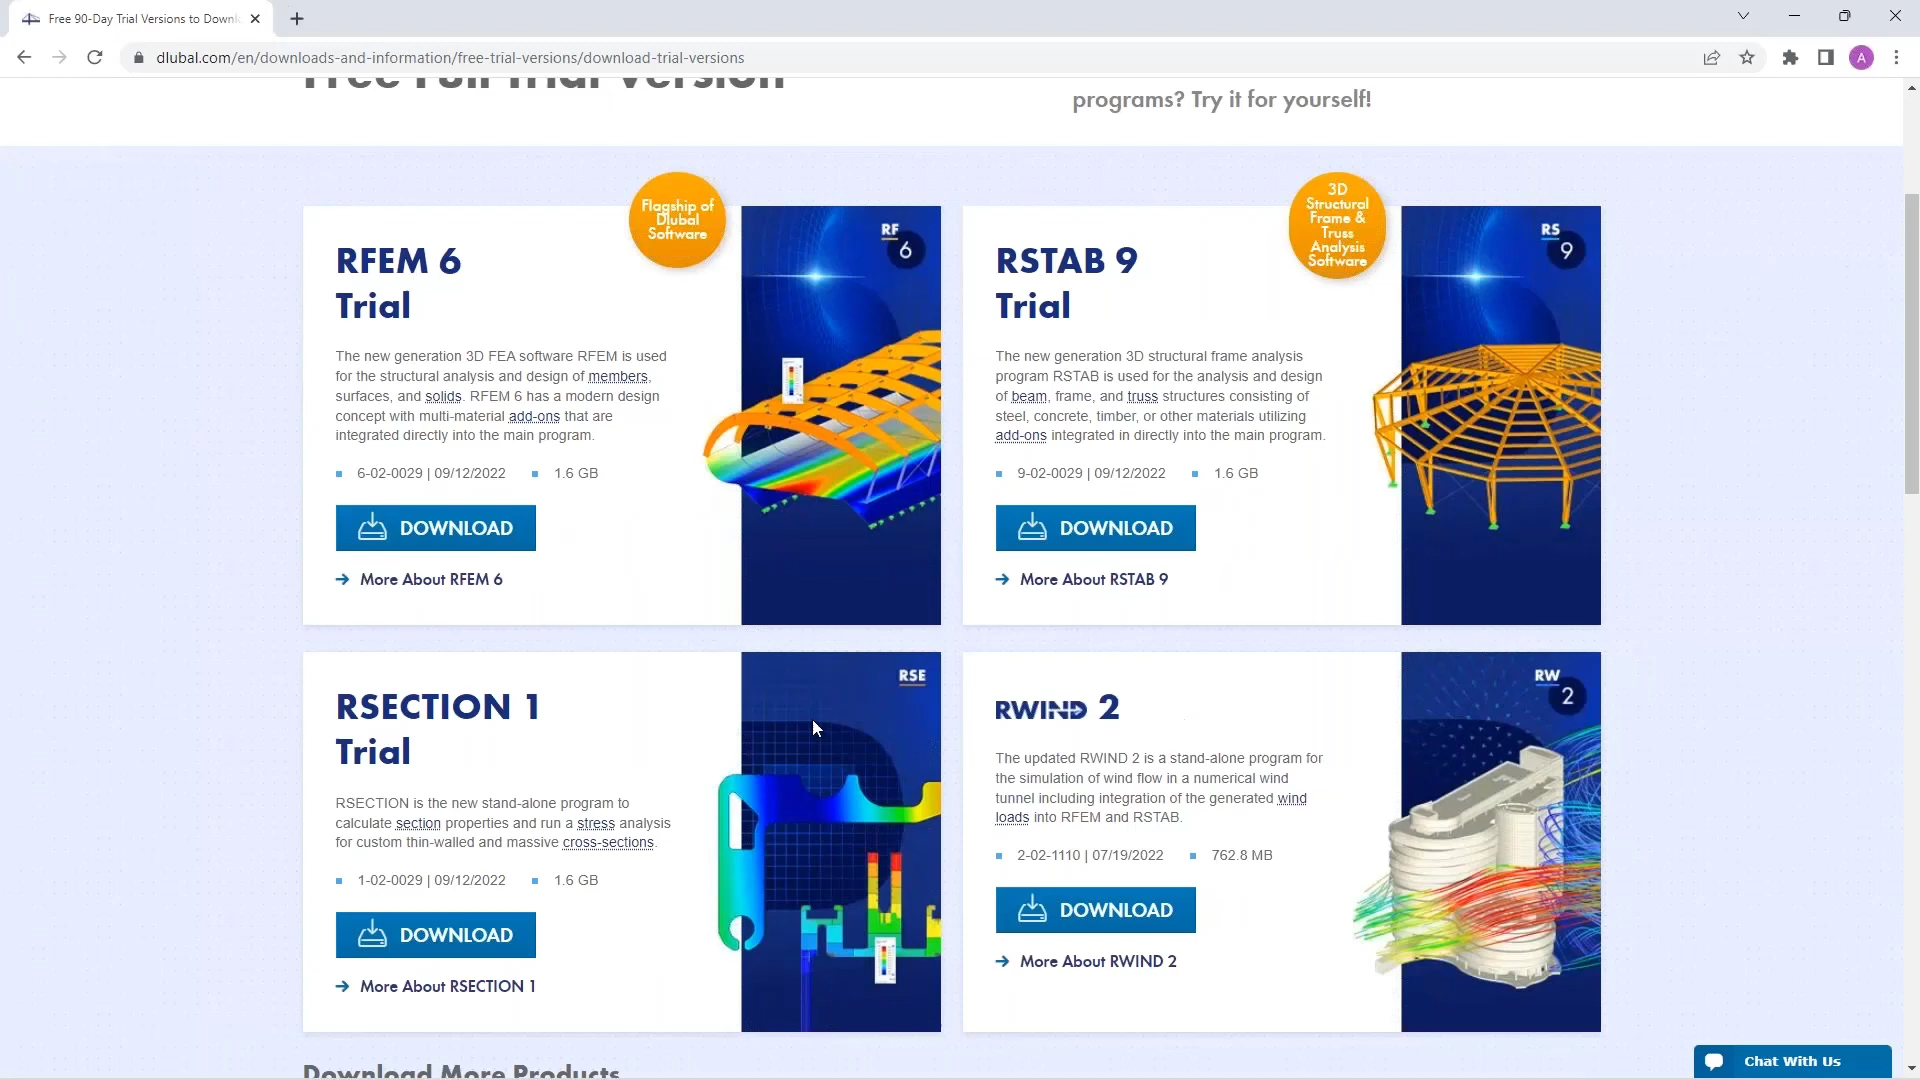 Free 90-Day Trial Versions to Downl
dlubal.com/en/downloads-and-information/free-trial-versions/download-trial-versions
A
Free Full Trial Version
programs? Try it for yourself!
Flagship of
Dlubal
Software
RF
6
RFEM 6
Trial
The new generation 3D FEA software RFEM is used
for the structural analysis and design of members,
surfaces, and solids. RFEM 6 has a modern design
concept with multi-material add-ons that are
integrated directly into the main program.
6-02-0029 | 09/12/2022
1.6 GB
DOWNLOAD
More About RFEM 6
3D
Structural
Frame &
Truss
Analysis
Software
RS
9
RSTAB 9
Trial
The new generation 3D structural frame analysis
program RSTAB is used for the analysis and design
of beam, frame, and truss structures consisting of
steel, concrete, timber, or other materials utilizing
add-ons integrated in directly into the main program.
9-02-0029 | 09/12/2022
1.6 GB
DOWNLOAD
More About RSTAB 9
RSE
RSECTION 1
Trial
RSECTION is the new stand-alone program to
calculate section properties and run a stress analysis
for custom thin-walled and massive cross-sections.
1-02-0029 | 09/12/2022
1.6 GB
DOWNLOAD
More About RSECTION 1
RW
2
RWIND 2
The updated RWIND 2 is a stand-alone program for
the simulation of wind flow in a numerical wind
tunnel including integration of the generated wind
loads into RFEM and RSTAB.
2-02-1110 | 07/19/2022
762.8 MB
DOWNLOAD
More About RWIND 2
Download More Products
Chat With Us